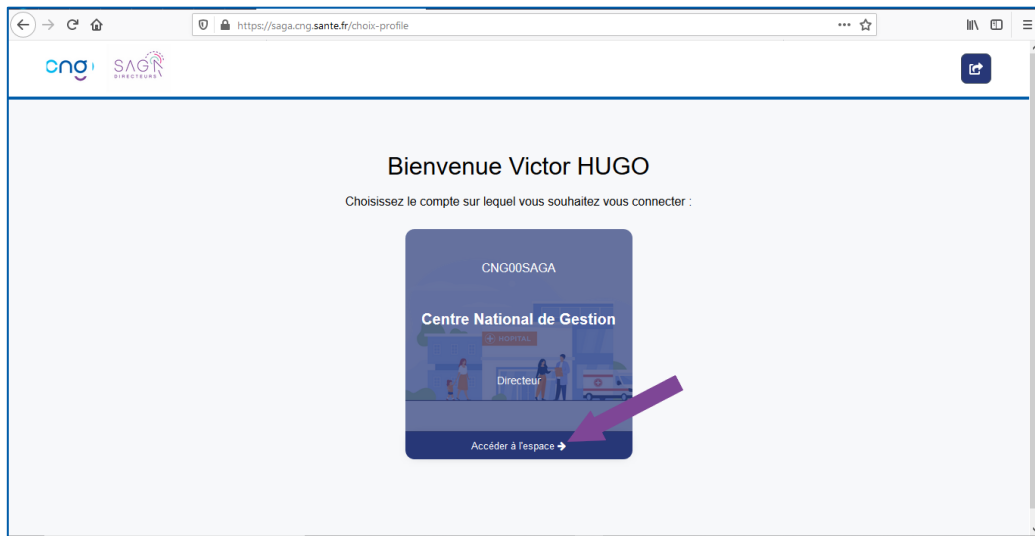 https://saga.cng.sante.fr/choix-profile
cng SAGA
DIRECTEURS
Bienvenue Victor HUGO
Choisissez le compte sur lequel vous souhaitez vous connecter :
CNG00SAGA
Centre National de Gestion
HOPITAL
Directeur
Accéder à l'espace